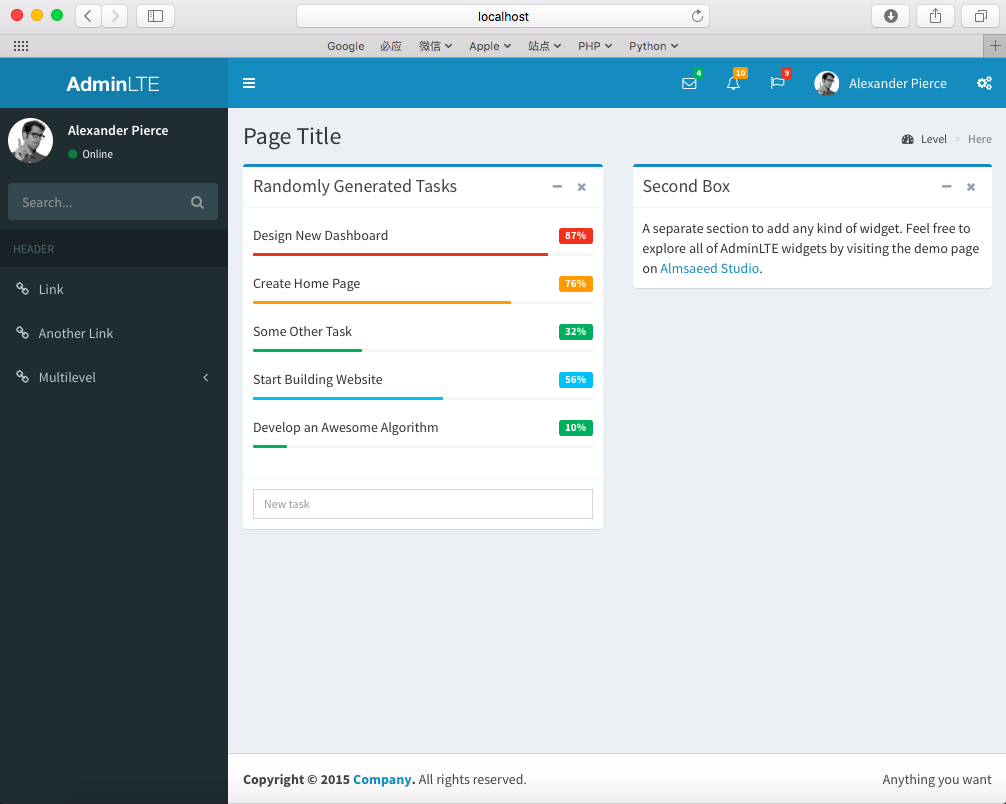 localhost
Google 必应 微信 Apple 站点 PHP Python
AdminLTE
4 10 9 Alexander Pierce
Alexander Pierce
Online
Search...
HEADER
Link
Another Link
Multilevel
Page Title
Level > Here
Randomly Generated Tasks
Design New Dashboard 87%
Create Home Page 76%
Some Other Task 32%
Start Building Website 56%
Develop an Awesome Algorithm 10%
New task
Second Box
A separate section to add any kind of widget. Feel free to
explore all of AdminLTE widgets by visiting the demo page
on Almsaeed Studio.
Copyright © 2015 Company. All rights reserved. Anything you want